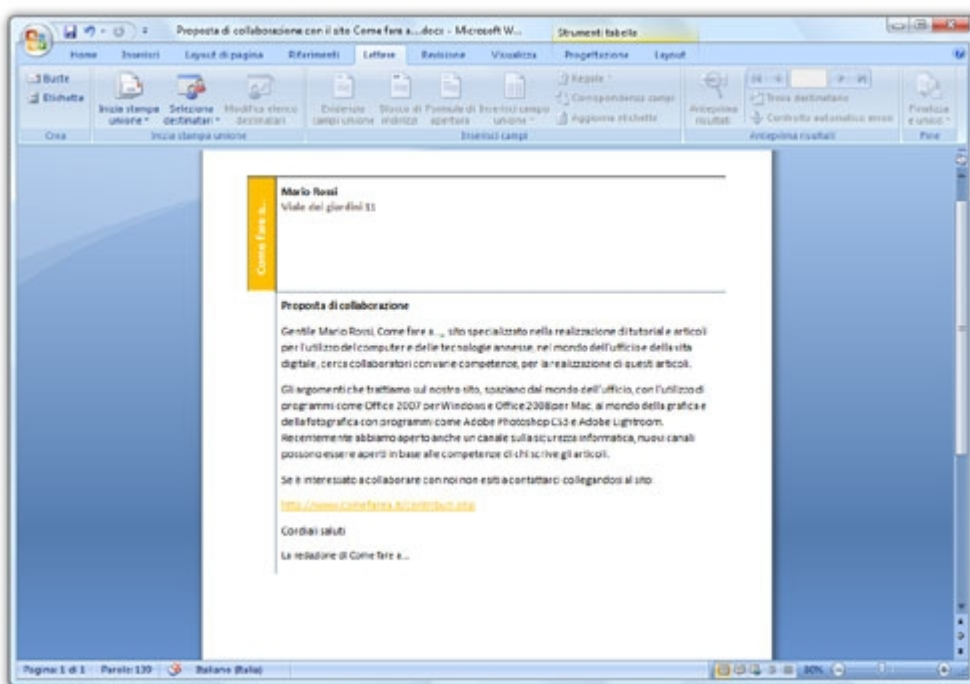 Proposta di collaborazione con il sito Come fare a....docx - Microsoft W...
Strumenti tabella
Home Inserisci Layout di pagina Riferimenti Lettere Revisione Visualizza Progettazione Layout
Buste
Etichette
Crea
Inizia stampa unione
Selezione destinatari
Modifica elenco destinatari
Inizia stampa unione
Evidenzia campi unione
Blocco di indirizzi
Formula di apertura
Inserisci campo unione
Regole
Corrispondenza campi
Aggiorna etichette
Inserisci campi
Anteprima risultati
Trova destinatario
Controllo automatico errori
Anteprima risultati
Finalizza e unisci
Fine
Come fare a...
Mario Rossi
Viale dei giardini 11
Proposta di collaborazione
Gentile Mario Rossi, Come fare a..., sito specializzato nella realizzazione di tutorial e articoli
per l'utilizzo del computer e delle tecnologie annesse, nel mondo dell'ufficio e della vita
digitale, cerca collaboratori con varie competenze, per la realizzazione di questi articoli.
Gli argomenti che trattiamo sul nostro sito, spaziano dal mondo dell'ufficio, con l'utilizzo di
programmi come Office 2007 per Windows e Office 2008 per Mac, al mondo della grafica e
della fotografica con programmi come Adobe Photoshop CS3 e Adobe Lightroom.
Recentemente abbiamo aperto anche un canale sulla sicurezza informatica, nuovi canali
possono essere aperti in base alle competenze di chi scrive gli articoli.
Se è interessato a collaborare con noi non esiti a contattarci collegandosi al sito:
Cordiali saluti
La redazione di Come fare a...
Pagina: 1 di 1 Parole: 139 Italiano (Italia) 80%